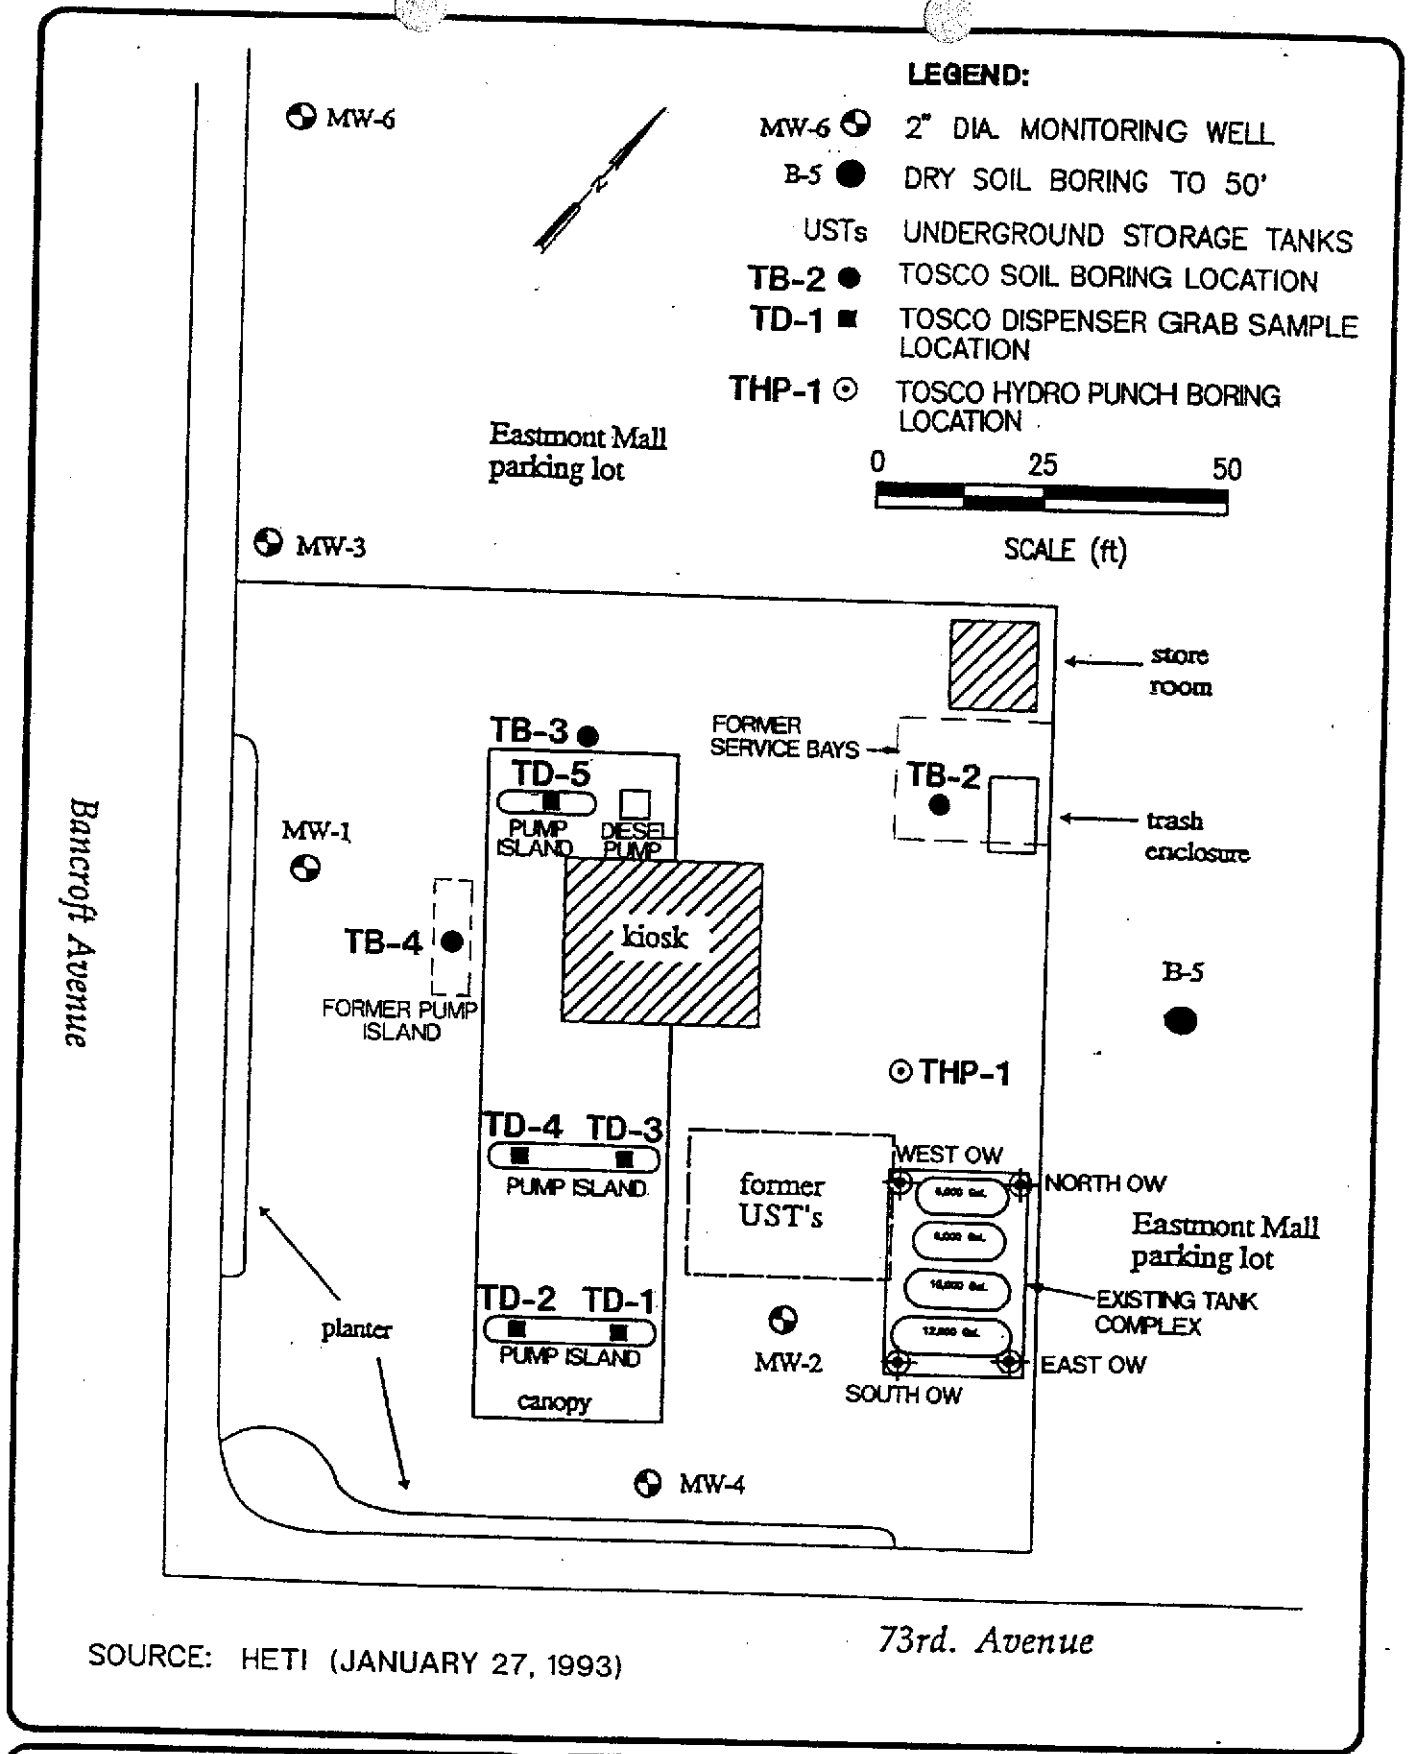 LEGEND:
MW-6 2" DIA. MONITORING WELL
B-5 DRY SOIL BORING TO 50'
USTs UNDERGROUND STORAGE TANKS
TB-2 TOSCO SOIL BORING LOCATION
TD-1 TOSCO DISPENSER GRAB SAMPLE
LOCATION
THP-1 TOSCO HYDRO PUNCH BORING
LOCATION
0 25 50
SCALE (ft)
MW-6
N
Eastmont Mall
parking lot
MW-3
store
room
FORMER
SERVICE BAYS
TB-3
TD-5
PUMP
ISLAND
DIESEL
PUMP
TB-2
trash
enclosure
MW-1
Bancroft Avenue
kiosk
TB-4
FORMER PUMP
ISLAND
B-5
THP-1
TD-4 TD-3
PUMP ISLAND
former
UST's
WEST OW
NORTH OW
10,000 Gal.
12,000 Gal.
Eastmont Mall
parking lot
EXISTING TANK
COMPLEX
TD-2 TD-1
PUMP ISLAND
canopy
planter
MW-2
SOUTH OW
EAST OW
MW-4
73rd. Avenue
SOURCE: HETI (JANUARY 27, 1993)